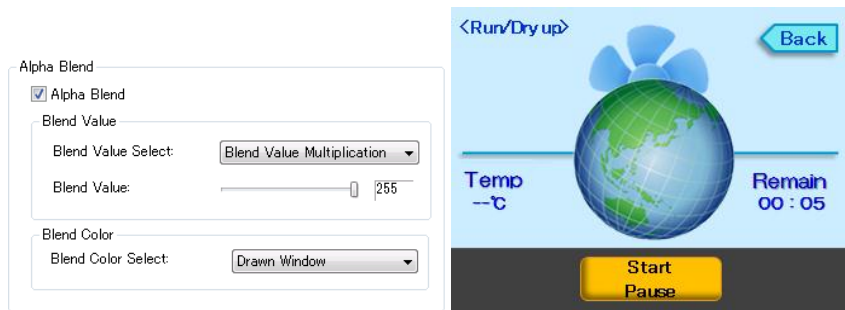 Alpha Blend
Alpha Blend
Blend Value
Blend Value Select:
Blend Value Multiplication
Blend Value:
255
Blend Color
Blend Color Select:
Drawn Window
<Run/Dry up>
Back
Temp
--℃
Remain
00 : 05
Start
Pause